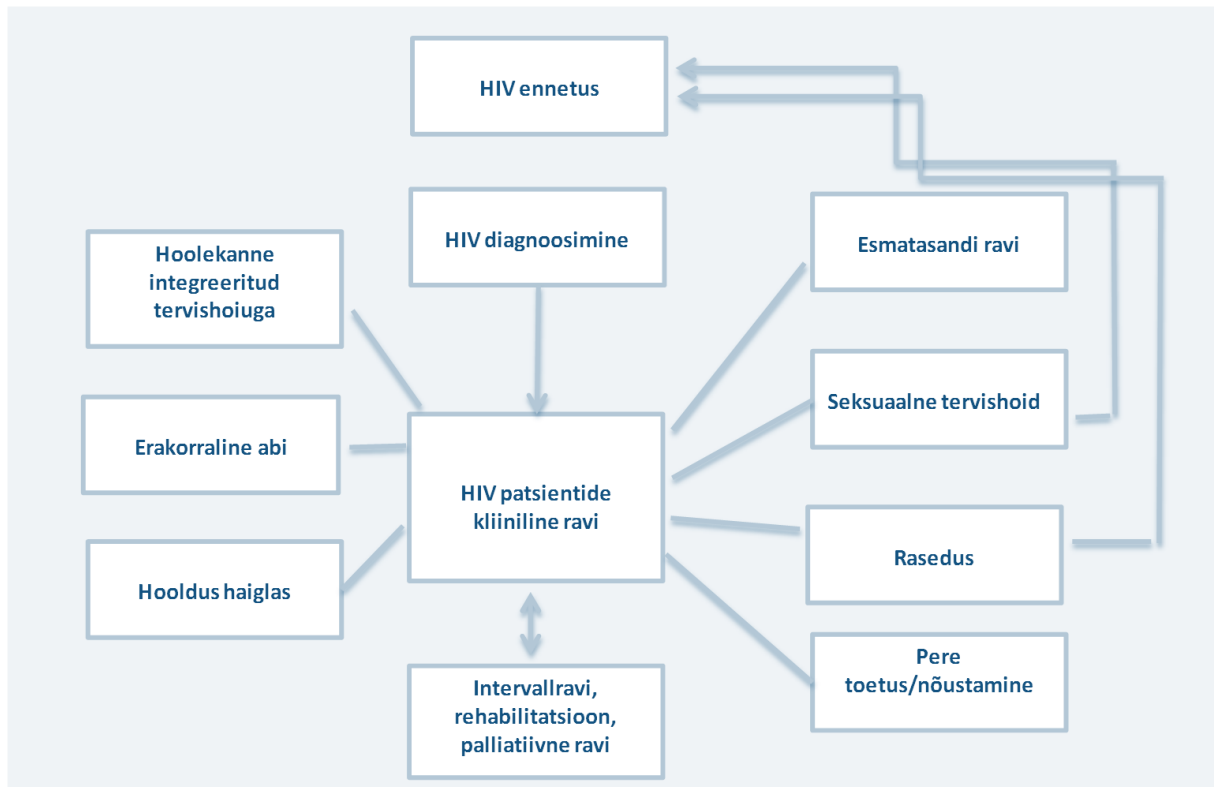 HIV ennetus
HIV diagnoosimine
Hoolekanne
integreeritud
tervishoiuga
Erakorraline abi
Hooldus haiglas
HIV patsientide
kliiniline ravi
Intervallravi,
rehabilitatsioon,
palliatiivne ravi
Esmatasandi ravi
Seksuaalne tervishoid
Rasedus
Pere
toetus/nõustamine